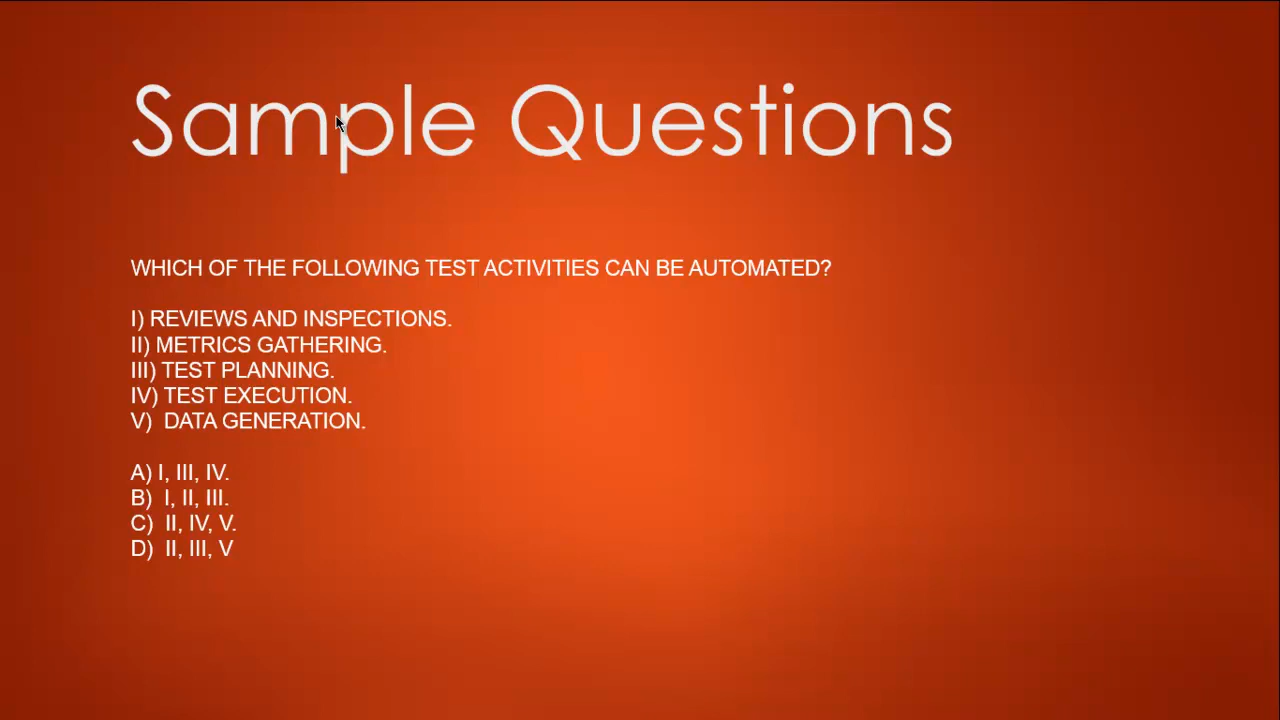 Sample Questions
WHICH OF THE FOLLOWING TEST ACTIVITIES CAN BE AUTOMATED?
I) REVIEWS AND INSPECTIONS.
II) METRICS GATHERING.
III) TEST PLANNING.
IV) TEST EXECUTION.
V)  DATA GENERATION.
A) I, III, IV.
B)  I, II, III.
C)  II, IV, V.
D)  II, III, V